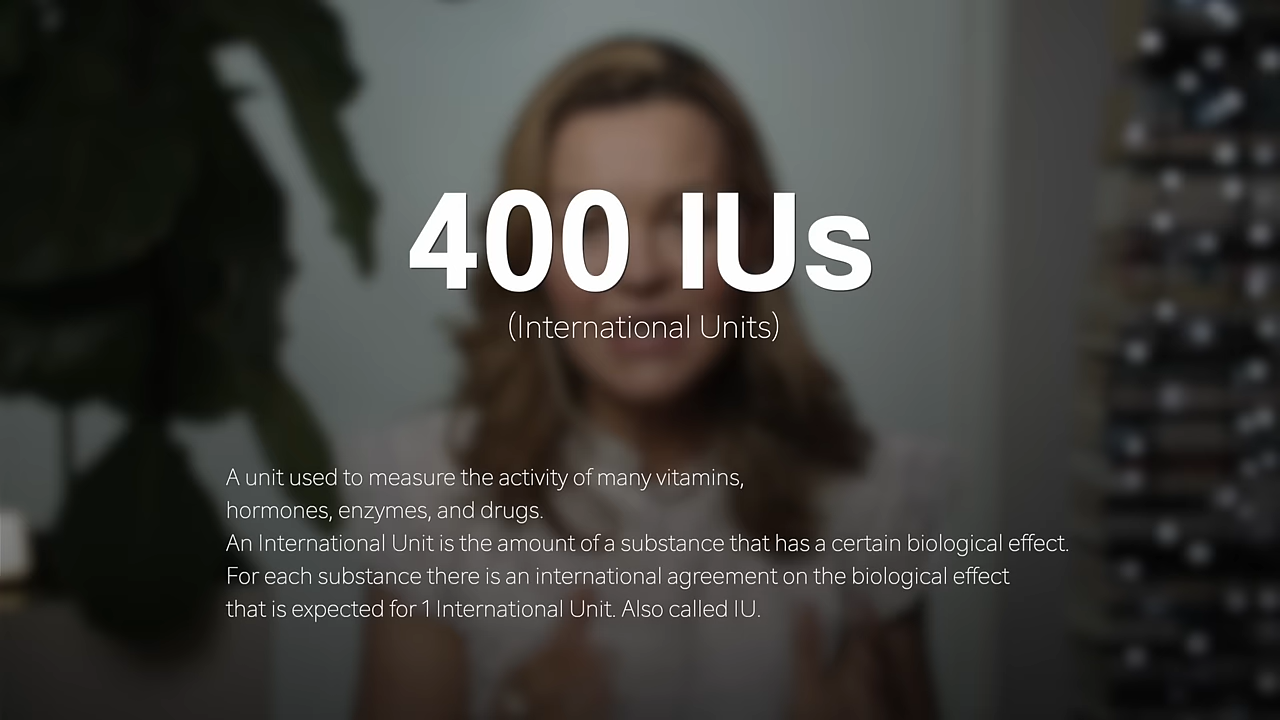 400 IUs
(International Units)
A unit used to measure the activity of many vitamins,
hormones, enzymes, and drugs.
An International Unit is the amount of a substance that has a certain biological effect.
For each substance there is an international agreement on the biological effect
that is expected for 1 International Unit. Also called IU.